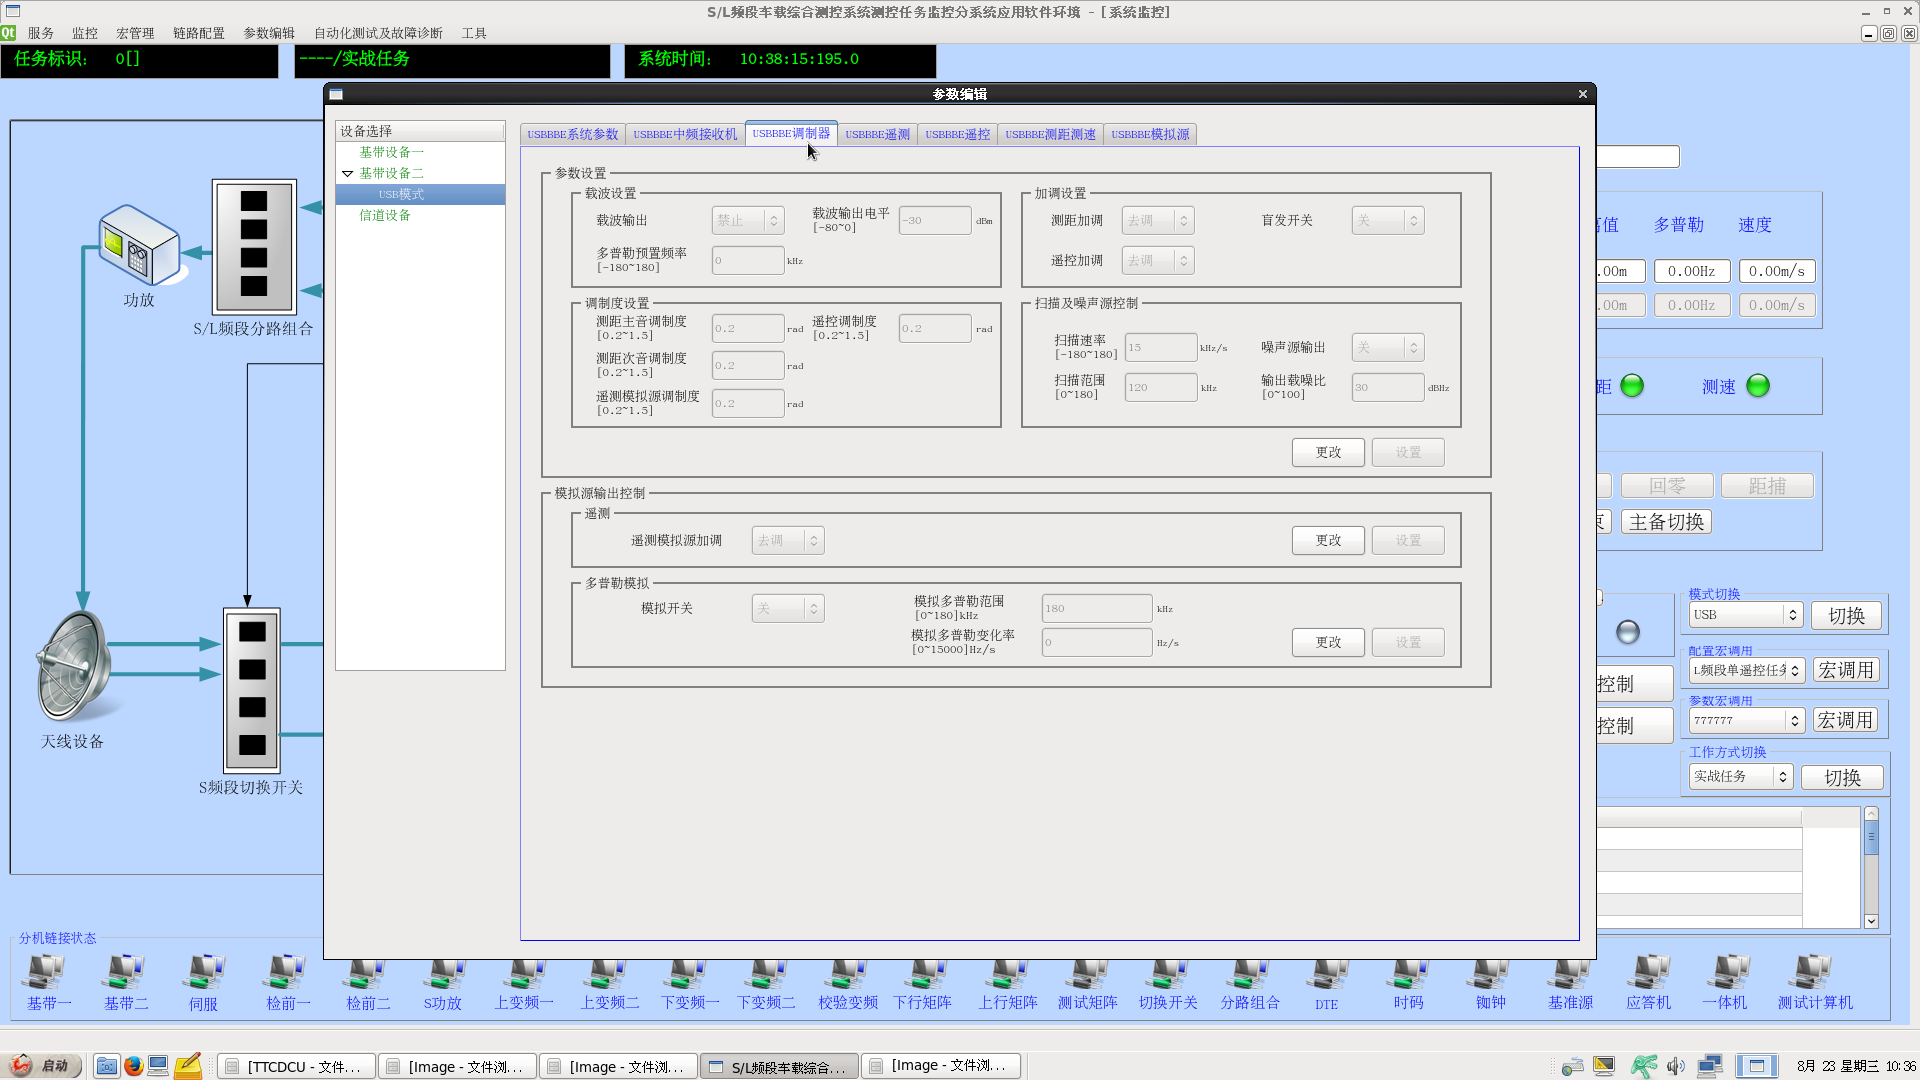 S/L频段车载综合测控系统测控任务监控分系统应用软件环境 - [系统监控]
服务 监控 宏管理 链路配置 参数编辑 自动化测试及故障诊断 工具
任务标识： 0[]
----/实战任务
系统时间： 10:38:15:195.0
参数编辑
设备选择
基带设备一
基带设备二
USB模式
信道设备
USBBBE系统参数 USBBBE中频接收机 USBBBE调制器 USBBBE遥测 USBBBE遥控 USBBBE测距测速 USBBBE模拟源
参数设置
载波设置
载波输出 禁止 载波输出电平 -30 dBm
[-80~0]
多普勒预置频率 0 kHz
[-180~180]
加调设置
测距加调 去调 盲发开关 关
遥控加调 去调
调制度设置
测距主音调制度 0.2 rad 遥控调制度 0.2 rad
[0.2~1.5] [0.2~1.5]
测距次音调制度 0.2 rad
[0.2~1.5]
遥测模拟源调制度 0.2 rad
[0.2~1.5]
扫描及噪声源控制
扫描速率 15 kHz/s 噪声源输出 关
[-180~180]
扫描范围 120 kHz 输出载噪比 30 dBHz
[0~180] [0~100]
更改 设置
模拟源输出控制
遥测
遥测模拟源加调 去调 更改 设置
多普勒模拟
模拟开关 关 模拟多普勒范围 180 kHz
[0~180]kHz
模拟多普勒变化率 0 Hz/s 更改 设置
[0~15000]Hz/s
功放
S/L频段分路组合
天线设备
S频段切换开关
值 多普勒 速度
.00m 0.00Hz 0.00m/s
.00m 0.00Hz 0.00m/s
距 测速
回零 距捕
主备切换
控制
控制
模式切换
USB 切换
配置宏调用
L频段单遥控任 宏调用
参数宏调用
777777 宏调用
工作方式切换
实战任务 切换
分机链接状态
基带一 基带二 伺服 检前一 检前二 S功放 上变频一 上变频二 下变频一 下变频二 校验变频 下行矩阵 上行矩阵 测试矩阵 切换开关 分路组合 DTE 时码 铷钟 基准源 应答机 一体机 测试计算机
启动 [TTCDCU - 文件... [Image - 文件浏... [Image - 文件浏... S/L频段车载综合... [Image - 文件浏... 8月 23 星期三 10:36